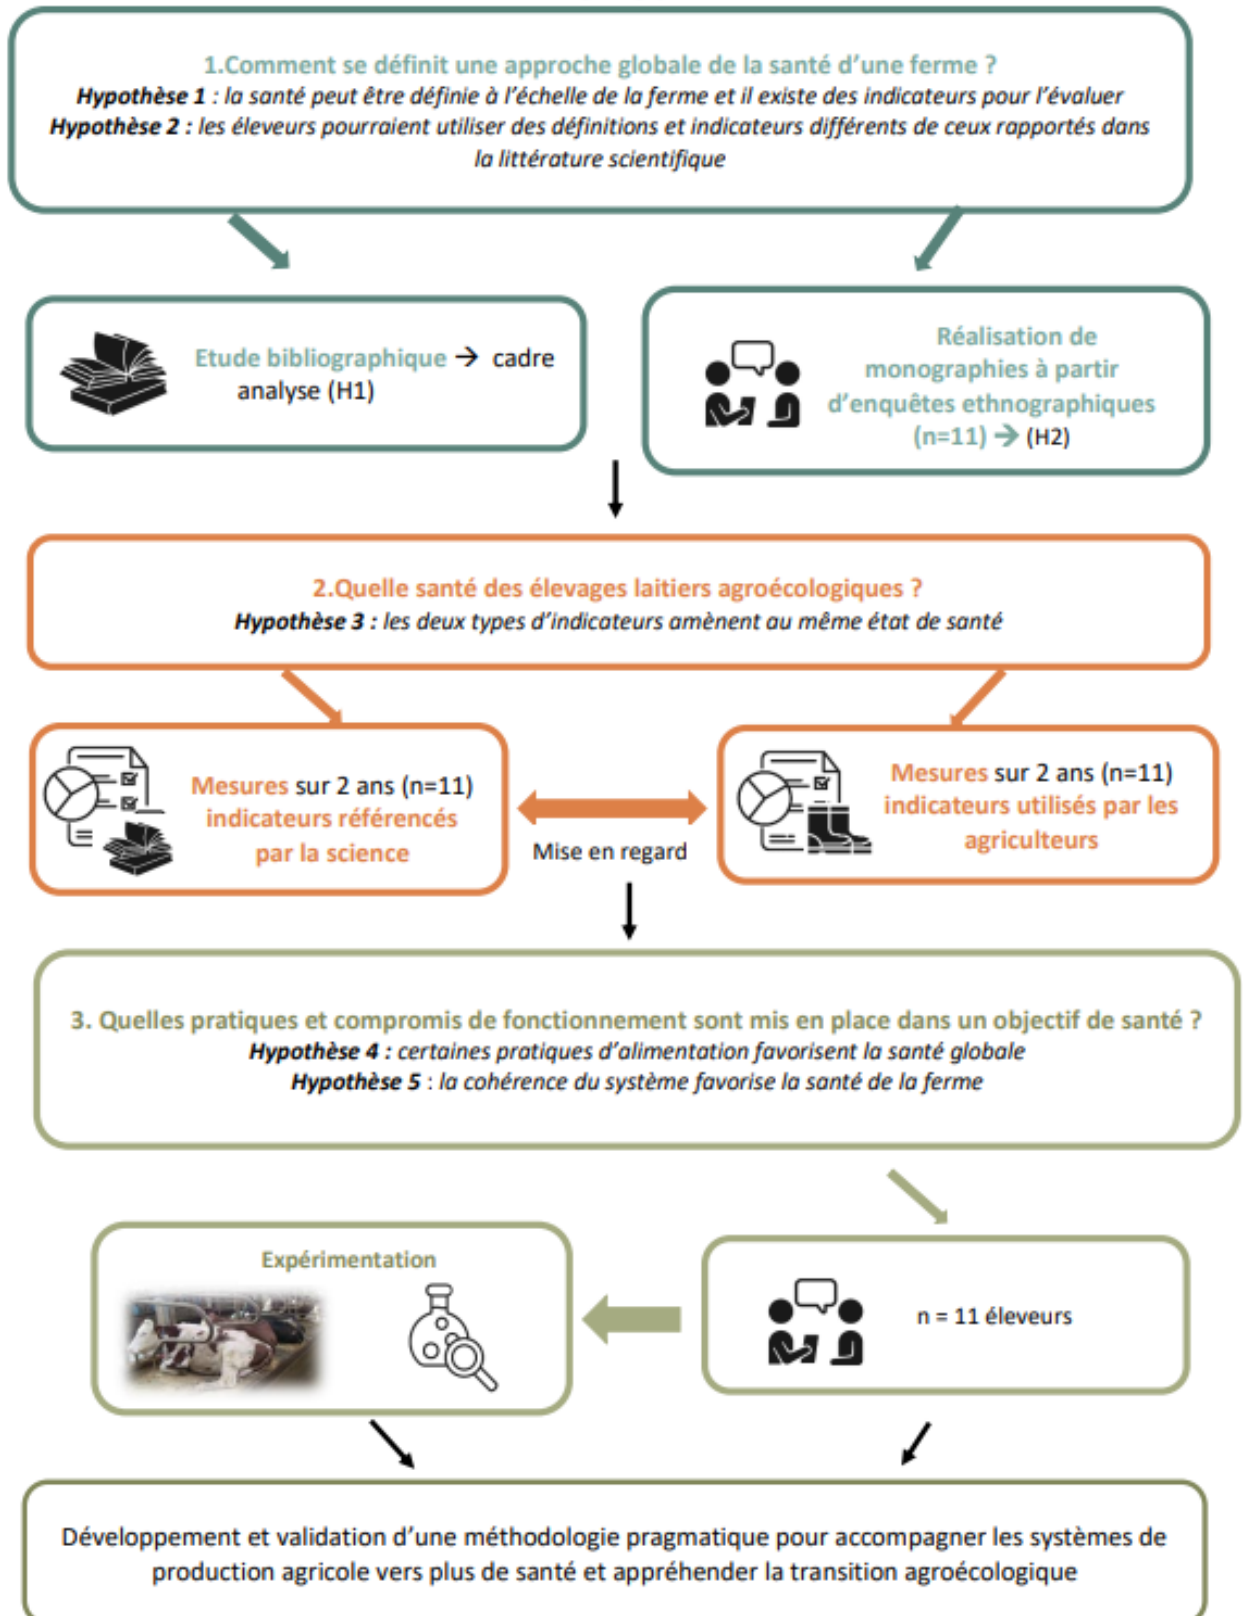 1.Comment se définit une approche globale de la santé d'une ferme ?
Hypothèse 1 : la santé peut être définie à l'échelle de la ferme et il existe des indicateurs pour l'évaluer
Hypothèse 2 : les éleveurs pourraient utiliser des définitions et indicateurs différents de ceux rapportés dans
la littérature scientifique
Etude bibliographique → cadre
analyse (H1)
Réalisation de
monographies à partir
d'enquêtes ethnographiques
(n=11) → (H2)
2.Quelle santé des élevages laitiers agroécologiques ?
Hypothèse 3 : les deux types d'indicateurs amènent au même état de santé
Mesures sur 2 ans (n=11)
indicateurs référencés
par la science
Mise en regard
Mesures sur 2 ans (n=11)
indicateurs utilisés par les
agriculteurs
3. Quelles pratiques et compromis de fonctionnement sont mis en place dans un objectif de santé ?
Hypothèse 4 : certaines pratiques d'alimentation favorisent la santé globale
Hypothèse 5 : la cohérence du système favorise la santé de la ferme
Expérimentation
n = 11 éleveurs
Développement et validation d'une méthodologie pragmatique pour accompagner les systèmes de
production agricole vers plus de santé et appréhender la transition agroécologique